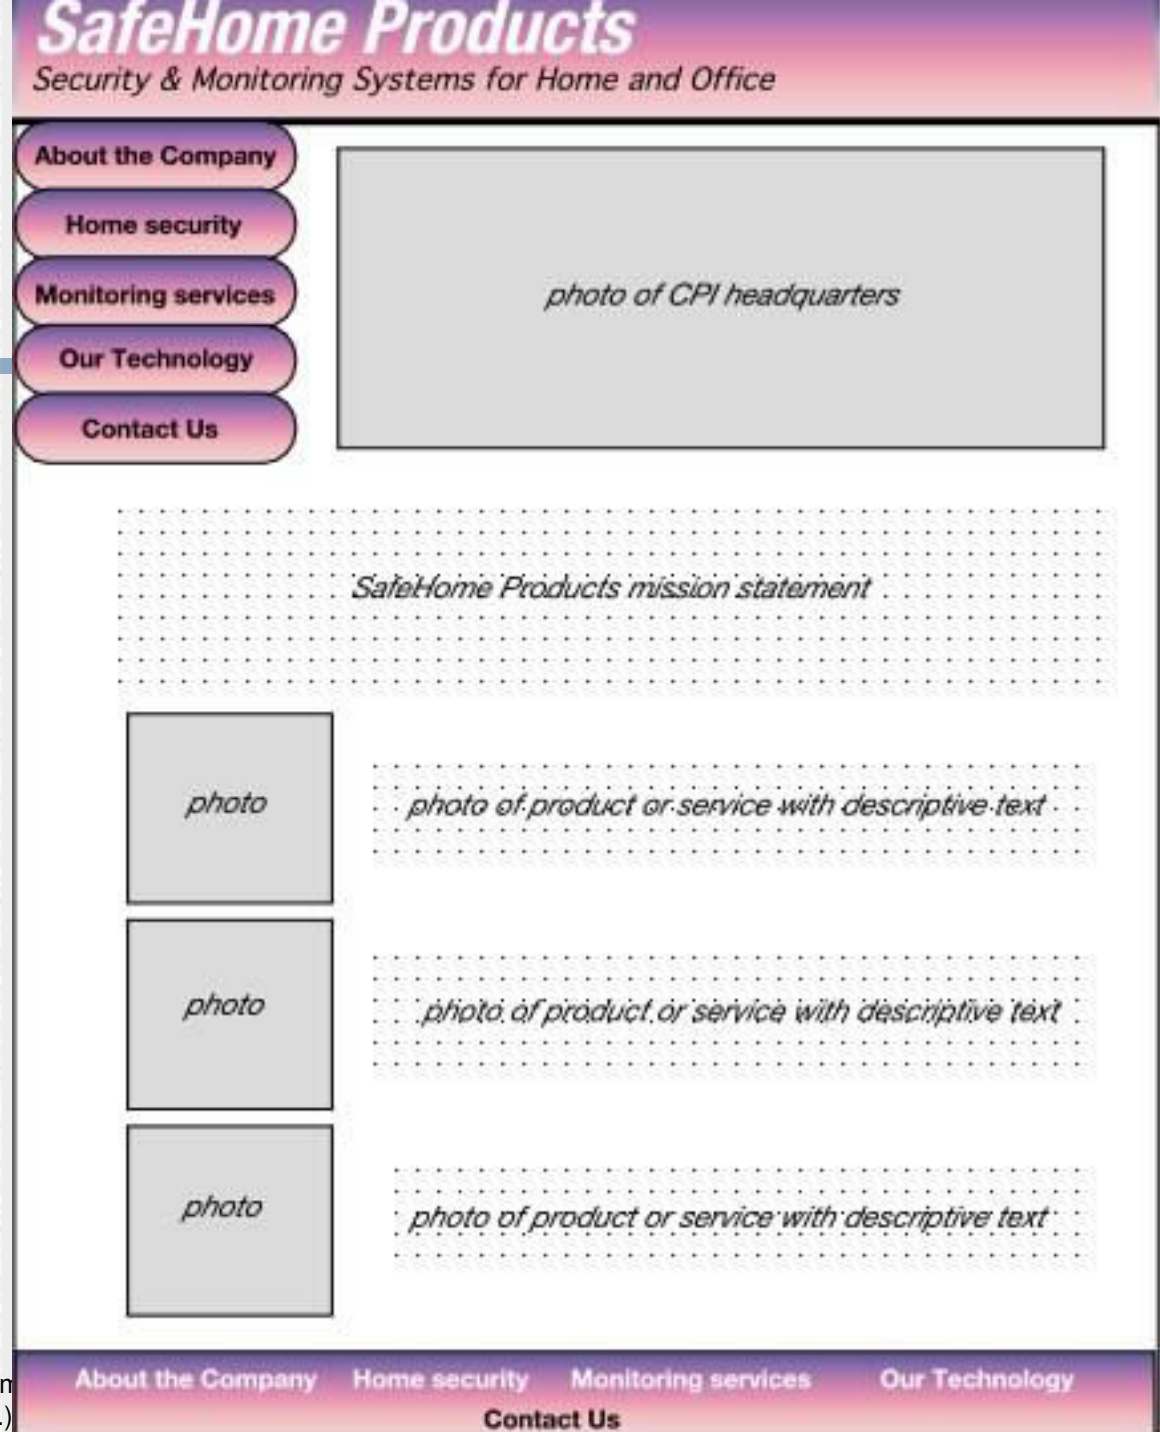 SafeHome Products
Security & Monitoring Systems for Home and Office
About the Company
Home security
Monitoring services
Our Technology
Contact Us
photo of CPI headquarters
SafeHome Products mission statement
photo
photo of product or service with descriptive text
photo
photo of product or service with descriptive text
photo
photo of product or service with descriptive text
About the Company Home security Monitoring services Our Technology
Contact Us
.)